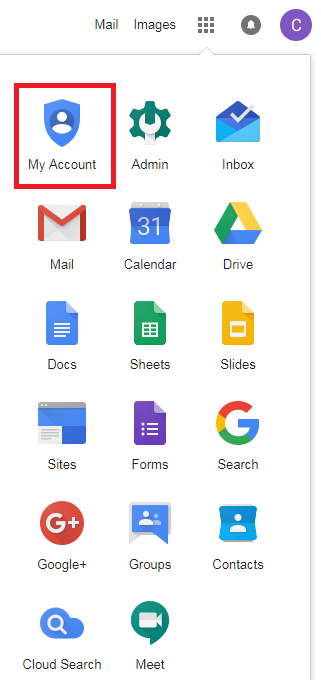 Mail Images C
My Account Admin Inbox
31
Mail Calendar Drive
Docs Sheets Slides
Sites Forms Search
G+
Google+ Groups Contacts
Cloud Search Meet